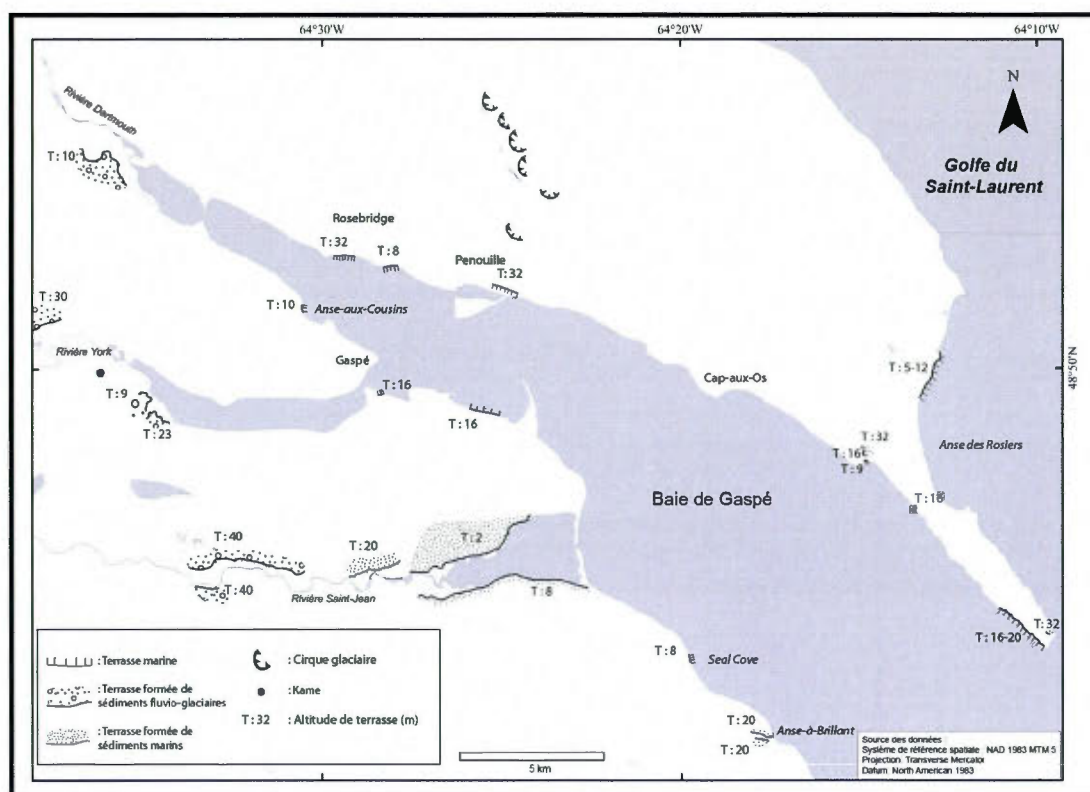 64°30'W
64°20'W
64°10'W
N
Golfe du
Saint-Laurent
Rivière Dartmouth
T:10
Rosebridge
T:32
T:8
Penouille
T:32
T:30
T:10
Anse-aux-Cousins
Rivière York
Gaspé
48°50'N
T:16
Cap-aux-Os
T:5-12
T:9
T:23
T:16
T:32
T:16
T:9
Anse des Rosiers
T:18
Baie de Gaspé
T:40
T:20
T:2
T:40
Rivière Saint-Jean
T:8
T:32
T:16-20
T:8
Seal Cove
T:20
Anse-à-Brillant
T:20
: Terrasse marine
: Terrasse formée de
sédiments fluvio-glaciaires
: Terrasse formée de
sédiments marins
: Cirque glaciaire
: Kame
T:32 : Altitude de terrasse (m)
5 km
Source des données
Système de référence spatiale NAD 1983 MTM 5
Projection Transverse Mercator
Datum North American 1983